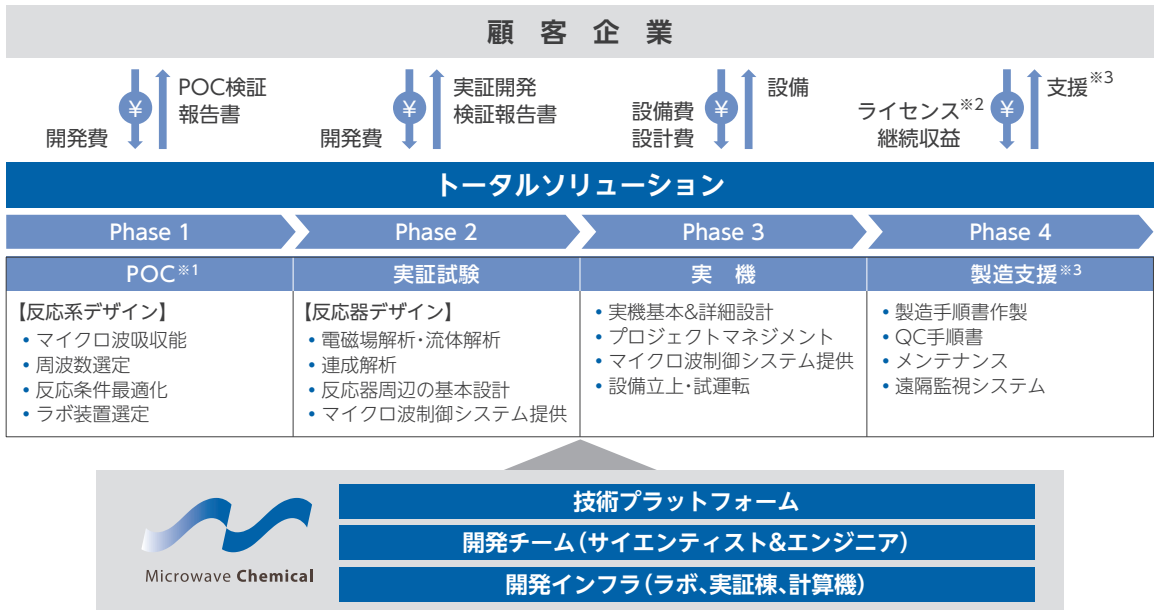 顧客企業
POC検証
報告書
¥
開発費
実証開発
検証報告書
¥
開発費
設備
¥
設備費
設計費
支援※3
¥
ライセンス※2
継続収益
トータルソリューション
Phase 1
Phase 2
Phase 3
Phase 4
POC※1
実証試験
実 機
製造支援※3
【反応系デザイン】
• マイクロ波吸収能
• 周波数選定
• 反応条件最適化
• ラボ装置選定
【反応器デザイン】
• 電磁場解析・流体解析
• 連成解析
• 反応器周辺の基本設計
• マイクロ波制御システム提供
• 実機基本&詳細設計
• プロジェクトマネジメント
• マイクロ波制御システム提供
• 設備立上・試運転
• 製造手順書作製
• QC手順書
• メンテナンス
• 遠隔監視システム
Microwave Chemical
技術プラットフォーム
開発チーム(サイエンティスト&エンジニア)
開発インフラ(ラボ、実証棟、計算機)